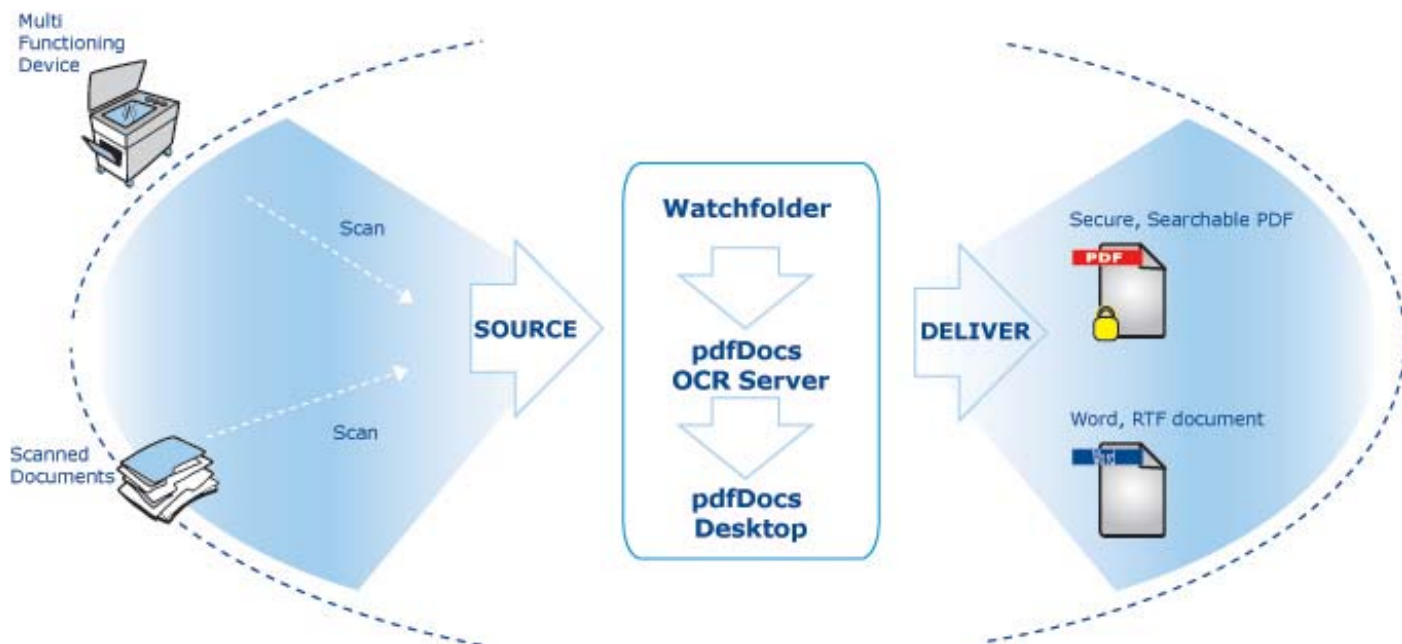 Multi
Functioning
Device
Scan
Scan
Scanned
Documents
SOURCE
Watchfolder
pdfDocs
OCR Server
pdfDocs
Desktop
DELIVER
Secure, Searchable PDF
PDF
Word, RTF document